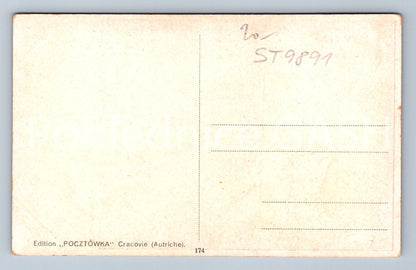 20,-
ST9891
Edition „POCZTÓWKA" Cracovie (Autriche).
174